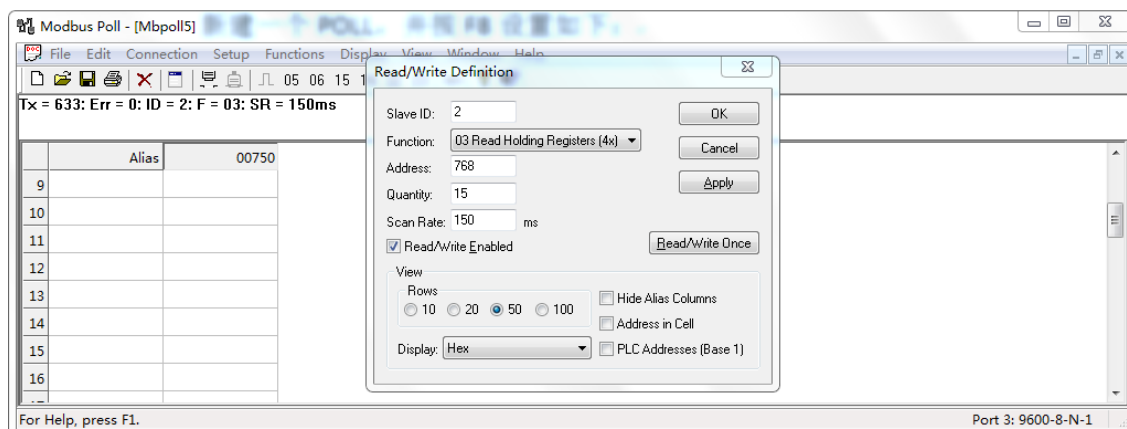 Modbus Poll - [Mbpoll5]
File Edit Connection Setup Functions Display View Window Help
05 06 15
Tx = 633: Err = 0: ID = 2: F = 03: SR = 150ms
Alias 00750
9
10
11
12
13
14
15
16
Read/Write Definition
Slave ID: 2
OK
Function: 03 Read Holding Registers (4x)
Cancel
Address: 768
Apply
Quantity: 15
Scan Rate: 150 ms
Read/Write Enabled
Read/Write Once
View
Rows
10 20 50 100
Hide Alias Columns
Address in Cell
Display: Hex
PLC Addresses (Base 1)
For Help, press F1.
Port 3: 9600-8-N-1